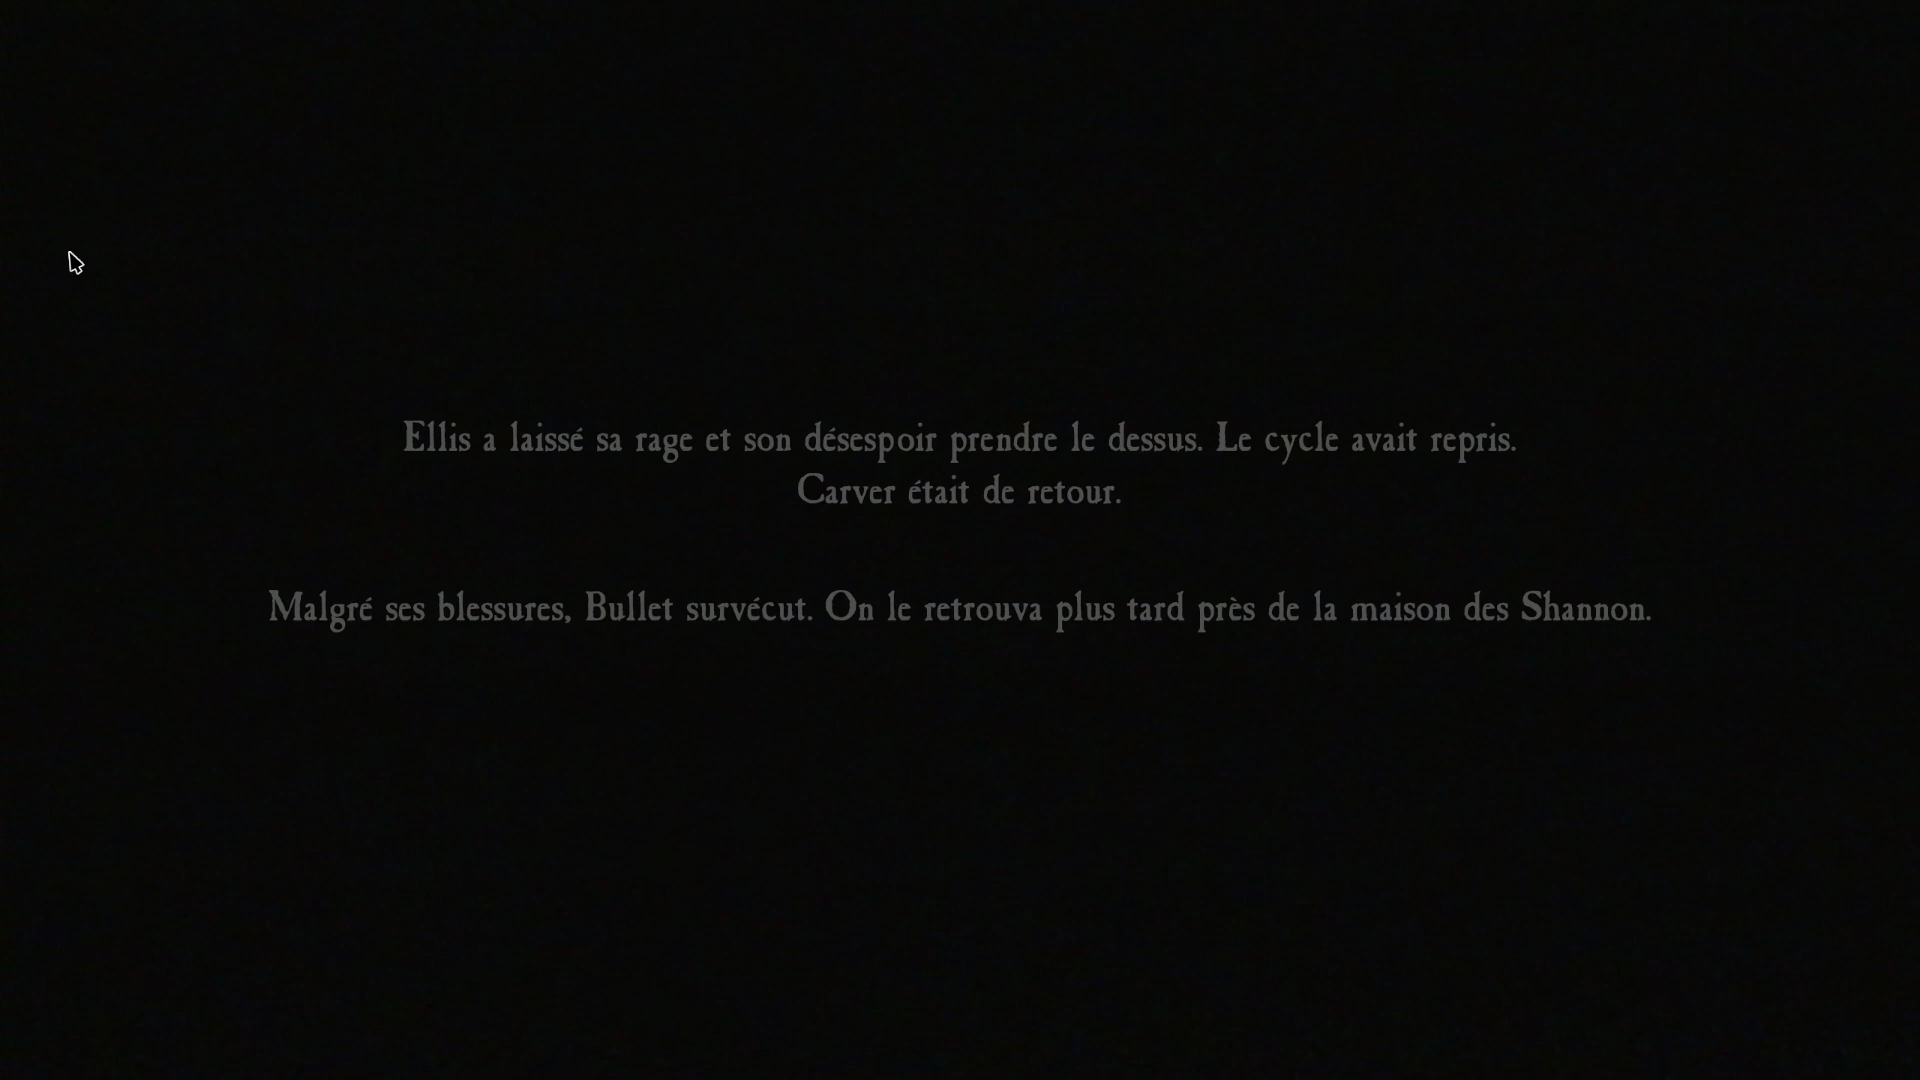 Ellis a laissé sa rage et son désespoir prendre le dessus. Le cycle avait repris.
Carver était de retour.
Malgré ses blessures, Bullet survécut. On le retrouva plus tard près de la maison des Shannon.